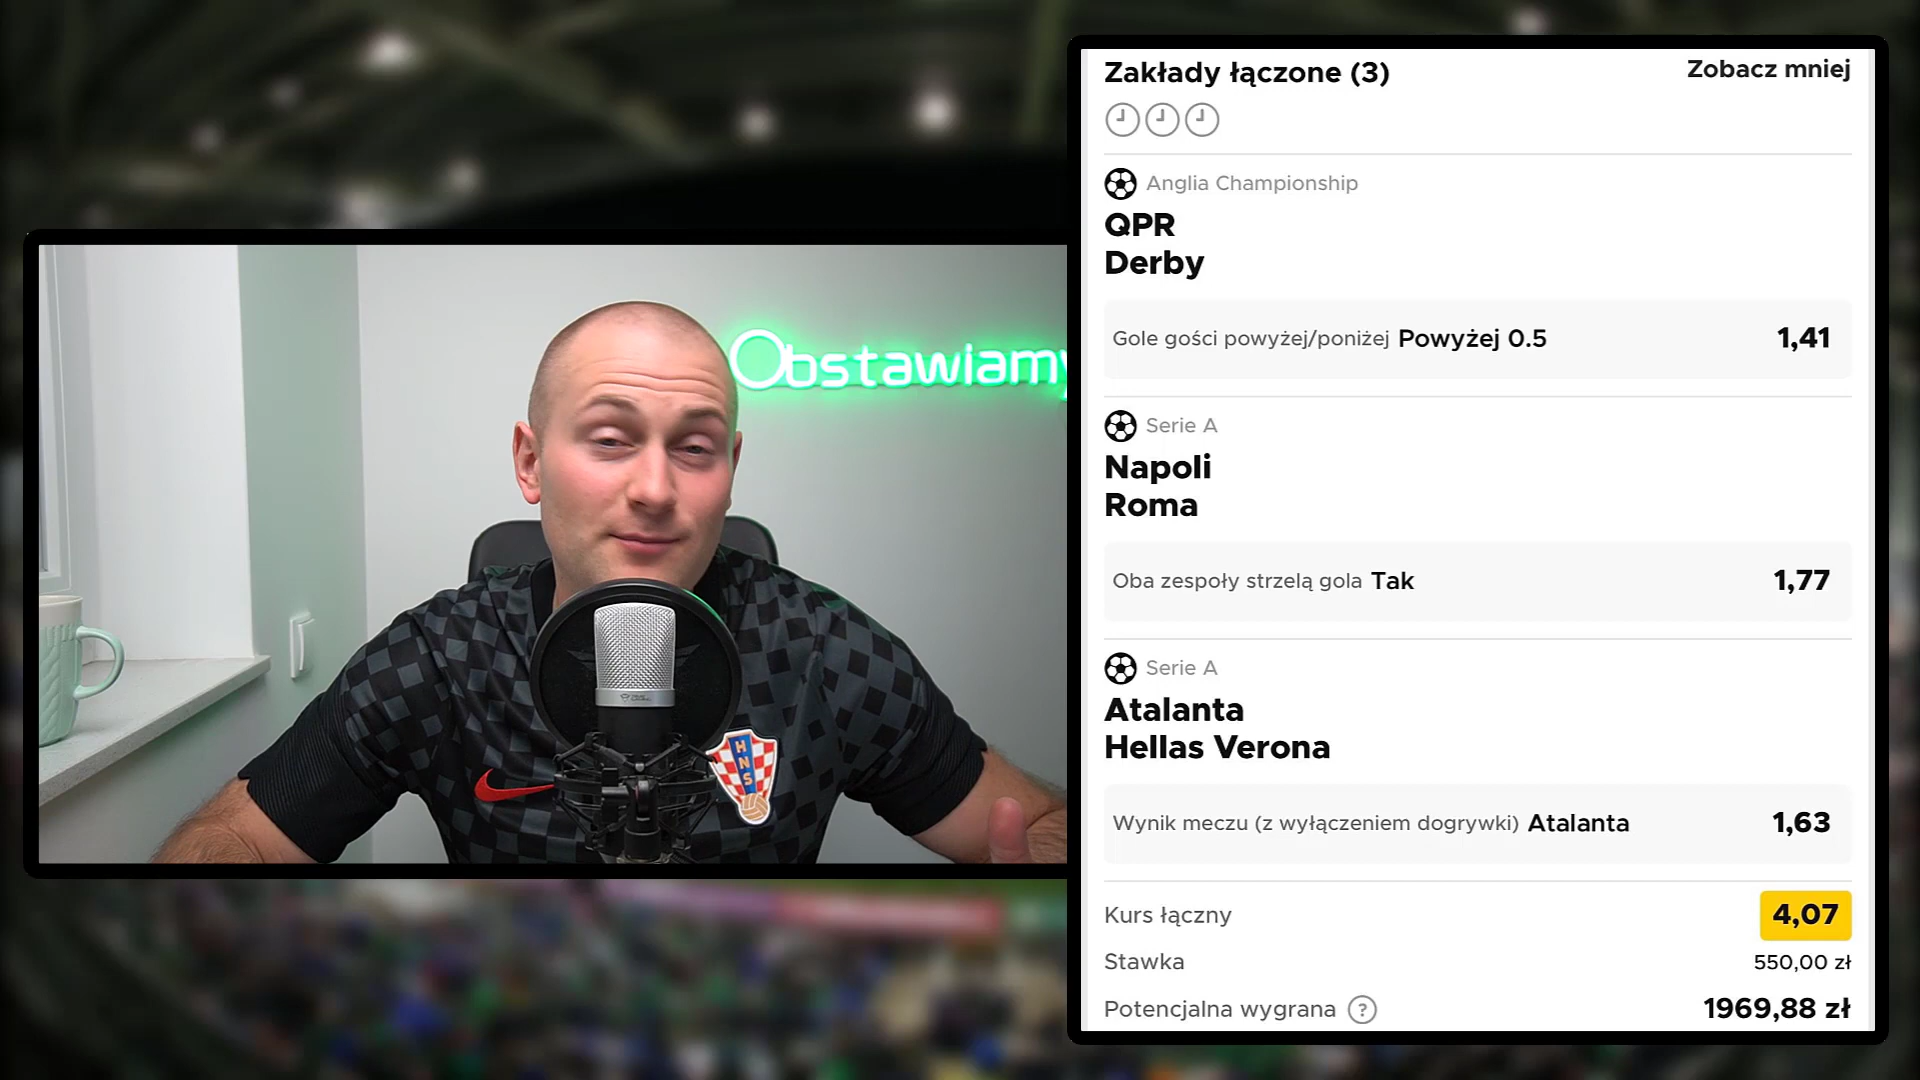 Obstawiamy
HNS
Zakłady łączone (3)
Zobacz mniej
Anglia Championship
QPR
Derby
Gole gości powyżej/poniżej Powyżej 0.5
1,41
Serie A
Napoli
Roma
Oba zespoły strzelą gola Tak
1,77
Serie A
Atalanta
Hellas Verona
Wynik meczu (z wyłączeniem dogrywki) Atalanta
1,63
Kurs łączny
4,07
Stawka
550,00 zł
Potencjalna wygrana ?
1969,88 zł